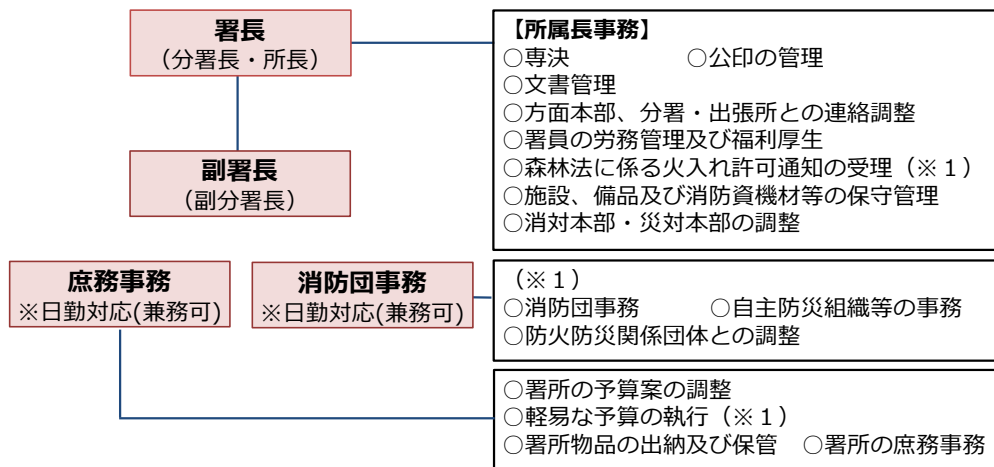 署長
（分署長・所長）
【所属長事務】
○専決　○公印の管理
○文書管理
○方面本部、分署・出張所との連絡調整
○署員の労務管理及び福利厚生
○森林法に係る火入れ許可通知の受理（※１）
○施設、備品及び消防資機材等の保守管理
○消対本部・災対本部の調整
副署長
（副分署長）
庶務事務
※日勤対応(兼務可)
消防団事務
※日勤対応(兼務可)
（※１）
○消防団事務　○自主防災組織等の事務
○防火防災関係団体との調整
○署所の予算案の調整
○軽易な予算の執行（※１）
○署所物品の出納及び保管　○署所の庶務事務